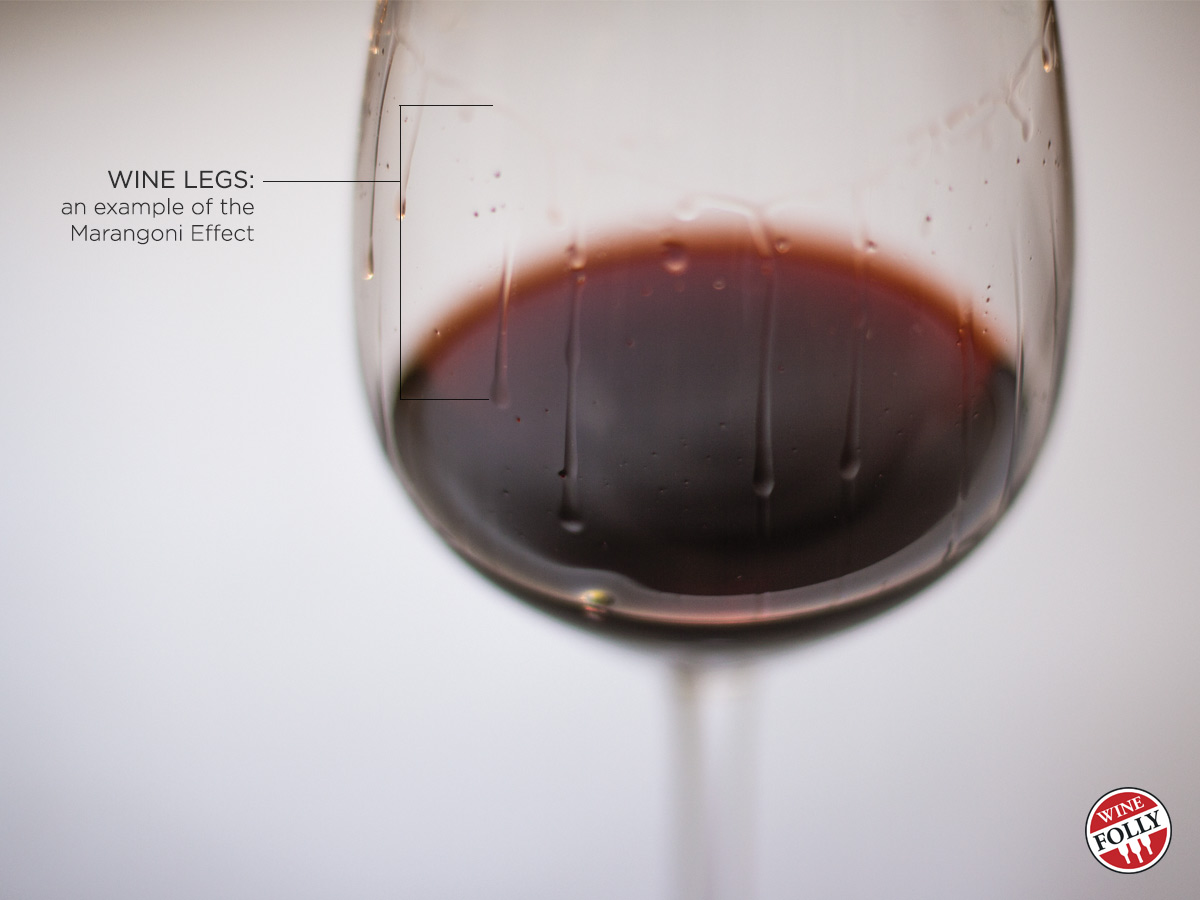 WINE LEGS:
an example of the
Marangoni Effect
WINE
FOLLY